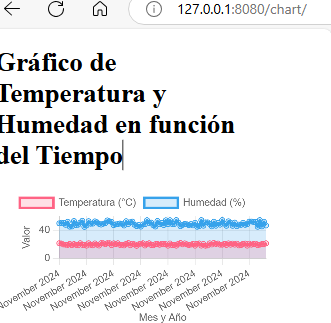 127.0.0.1:8080/chart/
Gráfico de
Temperatura y
Humedad en función
del Tiempo
Temperatura (°C) Humedad (%)
Valor
40
0
November 2024 November 2024 November 2024 November 2024 November 2024 November 2024 November 2024 November 2024
Mes y Año